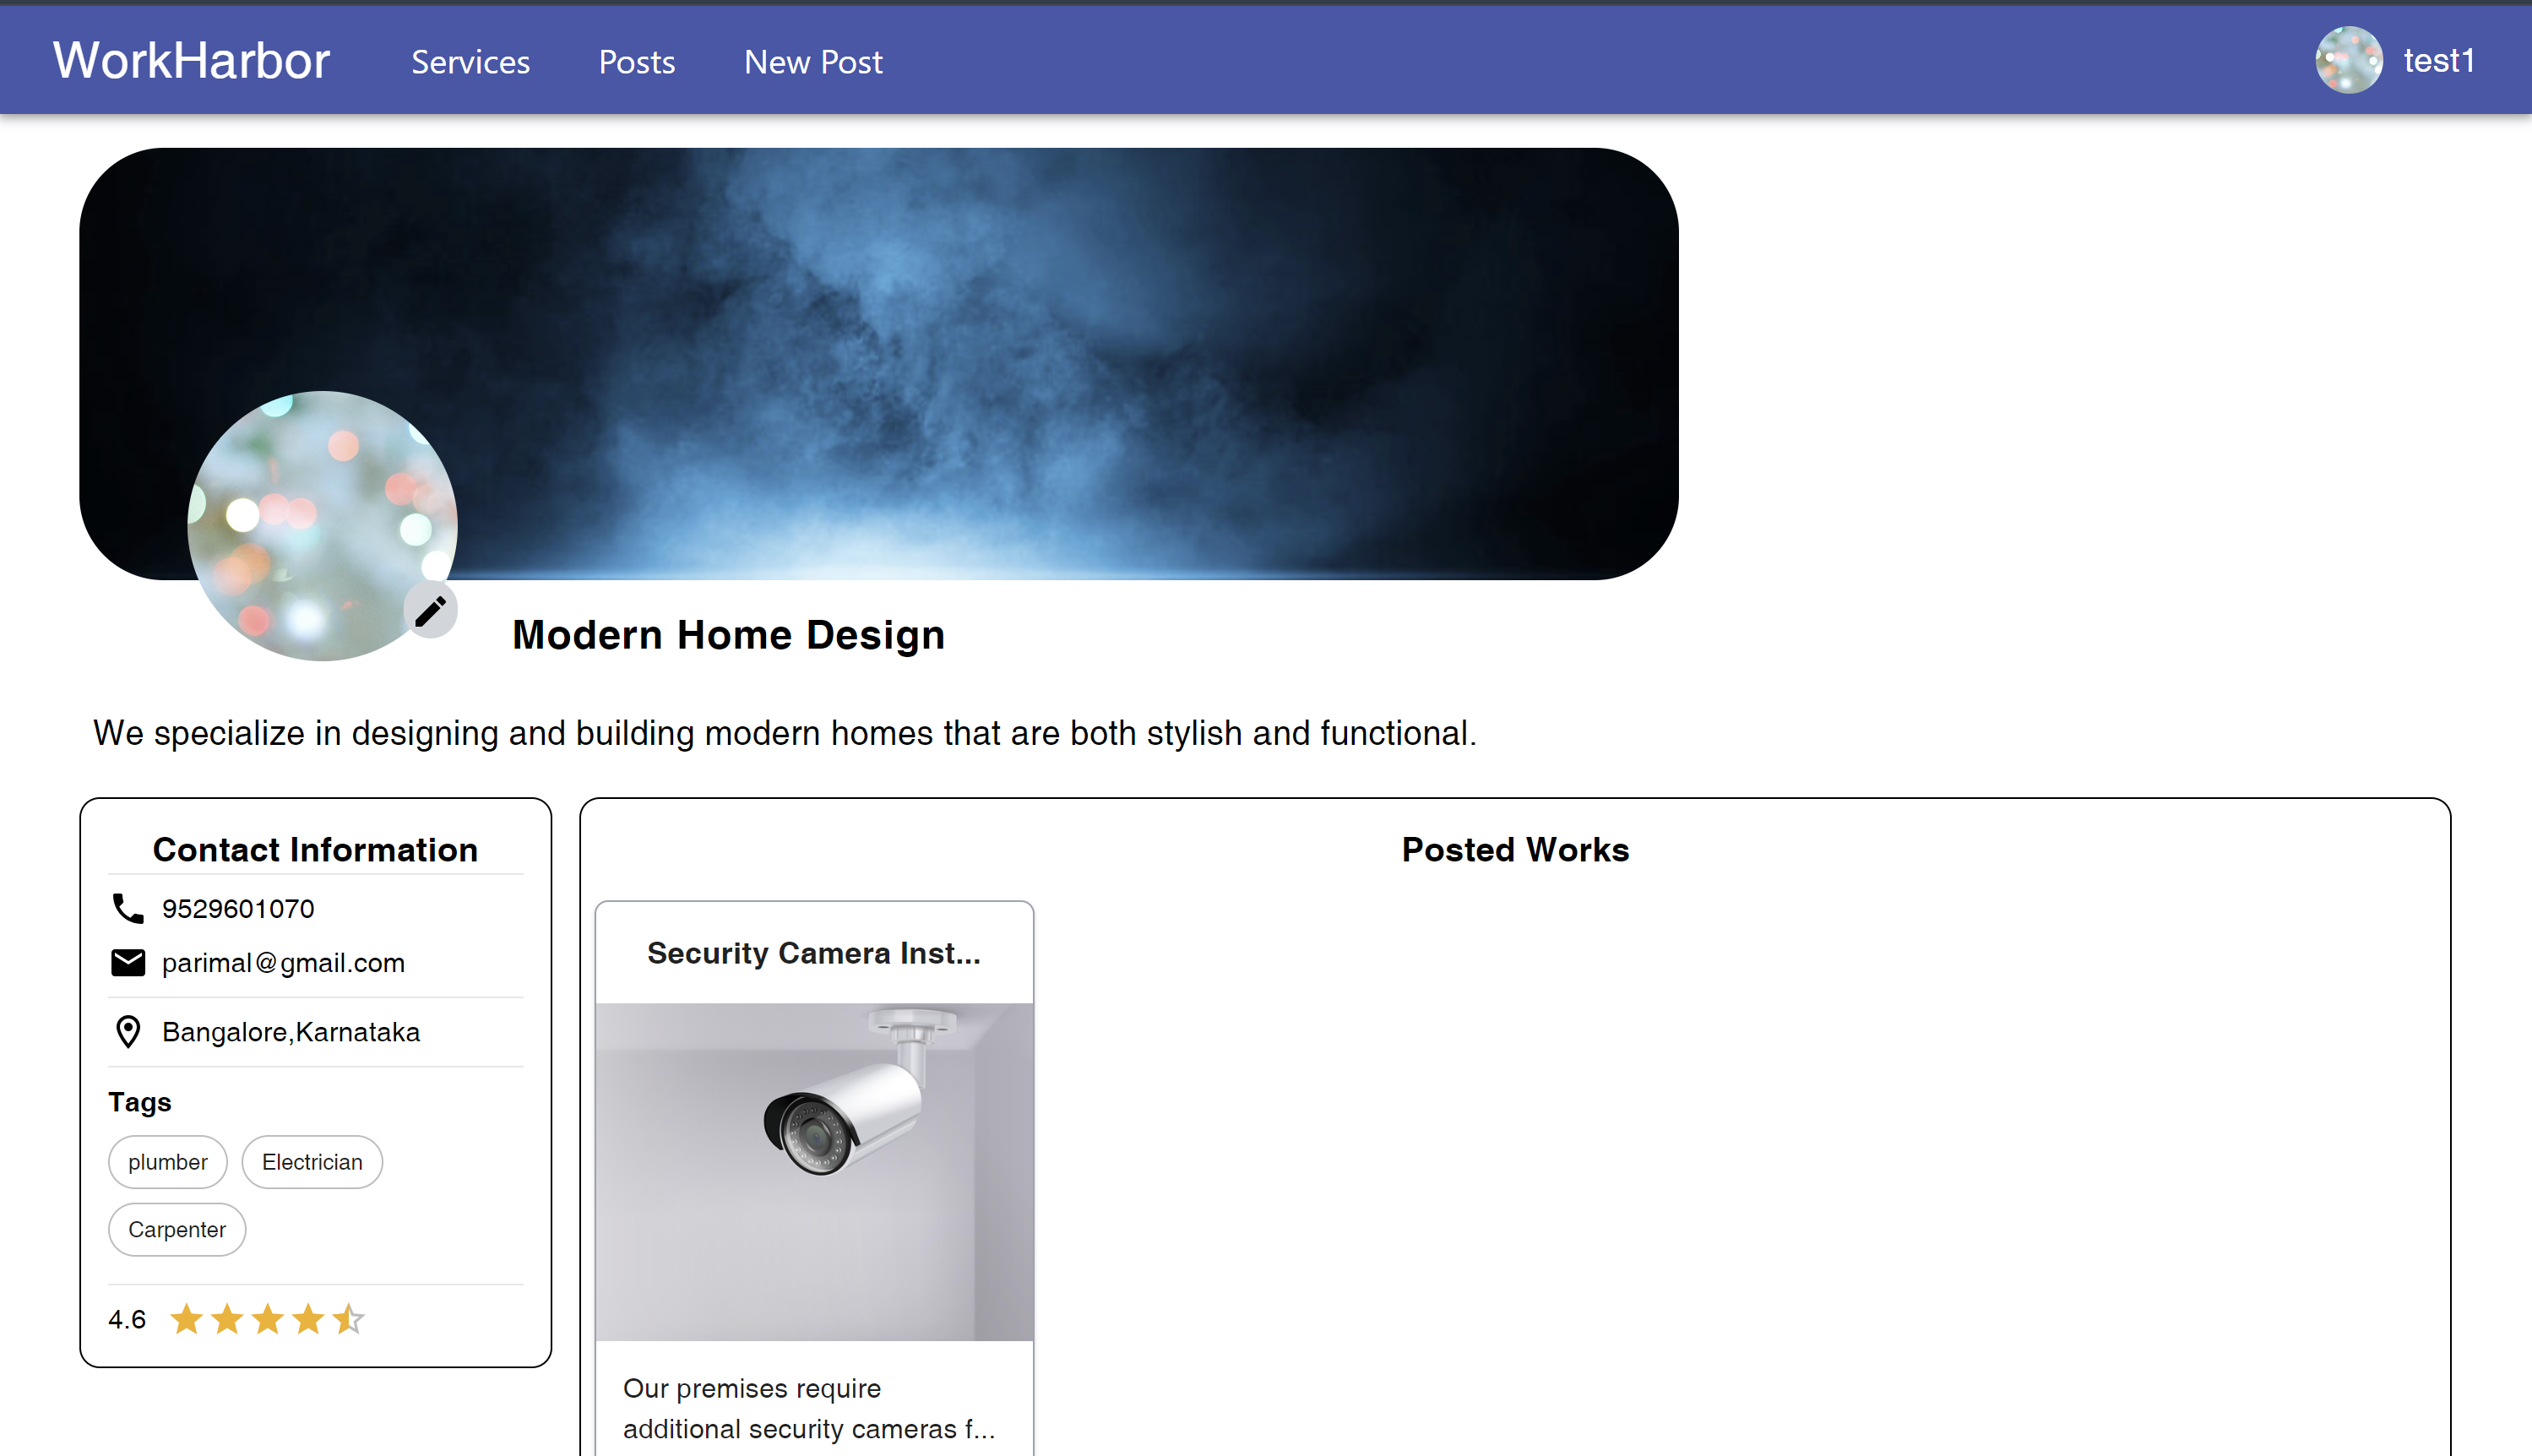 WorkHarbor Services Posts New Post test1
Modern Home Design
We specialize in designing and building modern homes that are both stylish and functional.
Contact Information
9529601070
parimal@gmail.com
Bangalore,Karnataka
Tags
plumber Electrician
Carpenter
4.6
Posted Works
Security Camera Inst...
Our premises require
additional security cameras f...